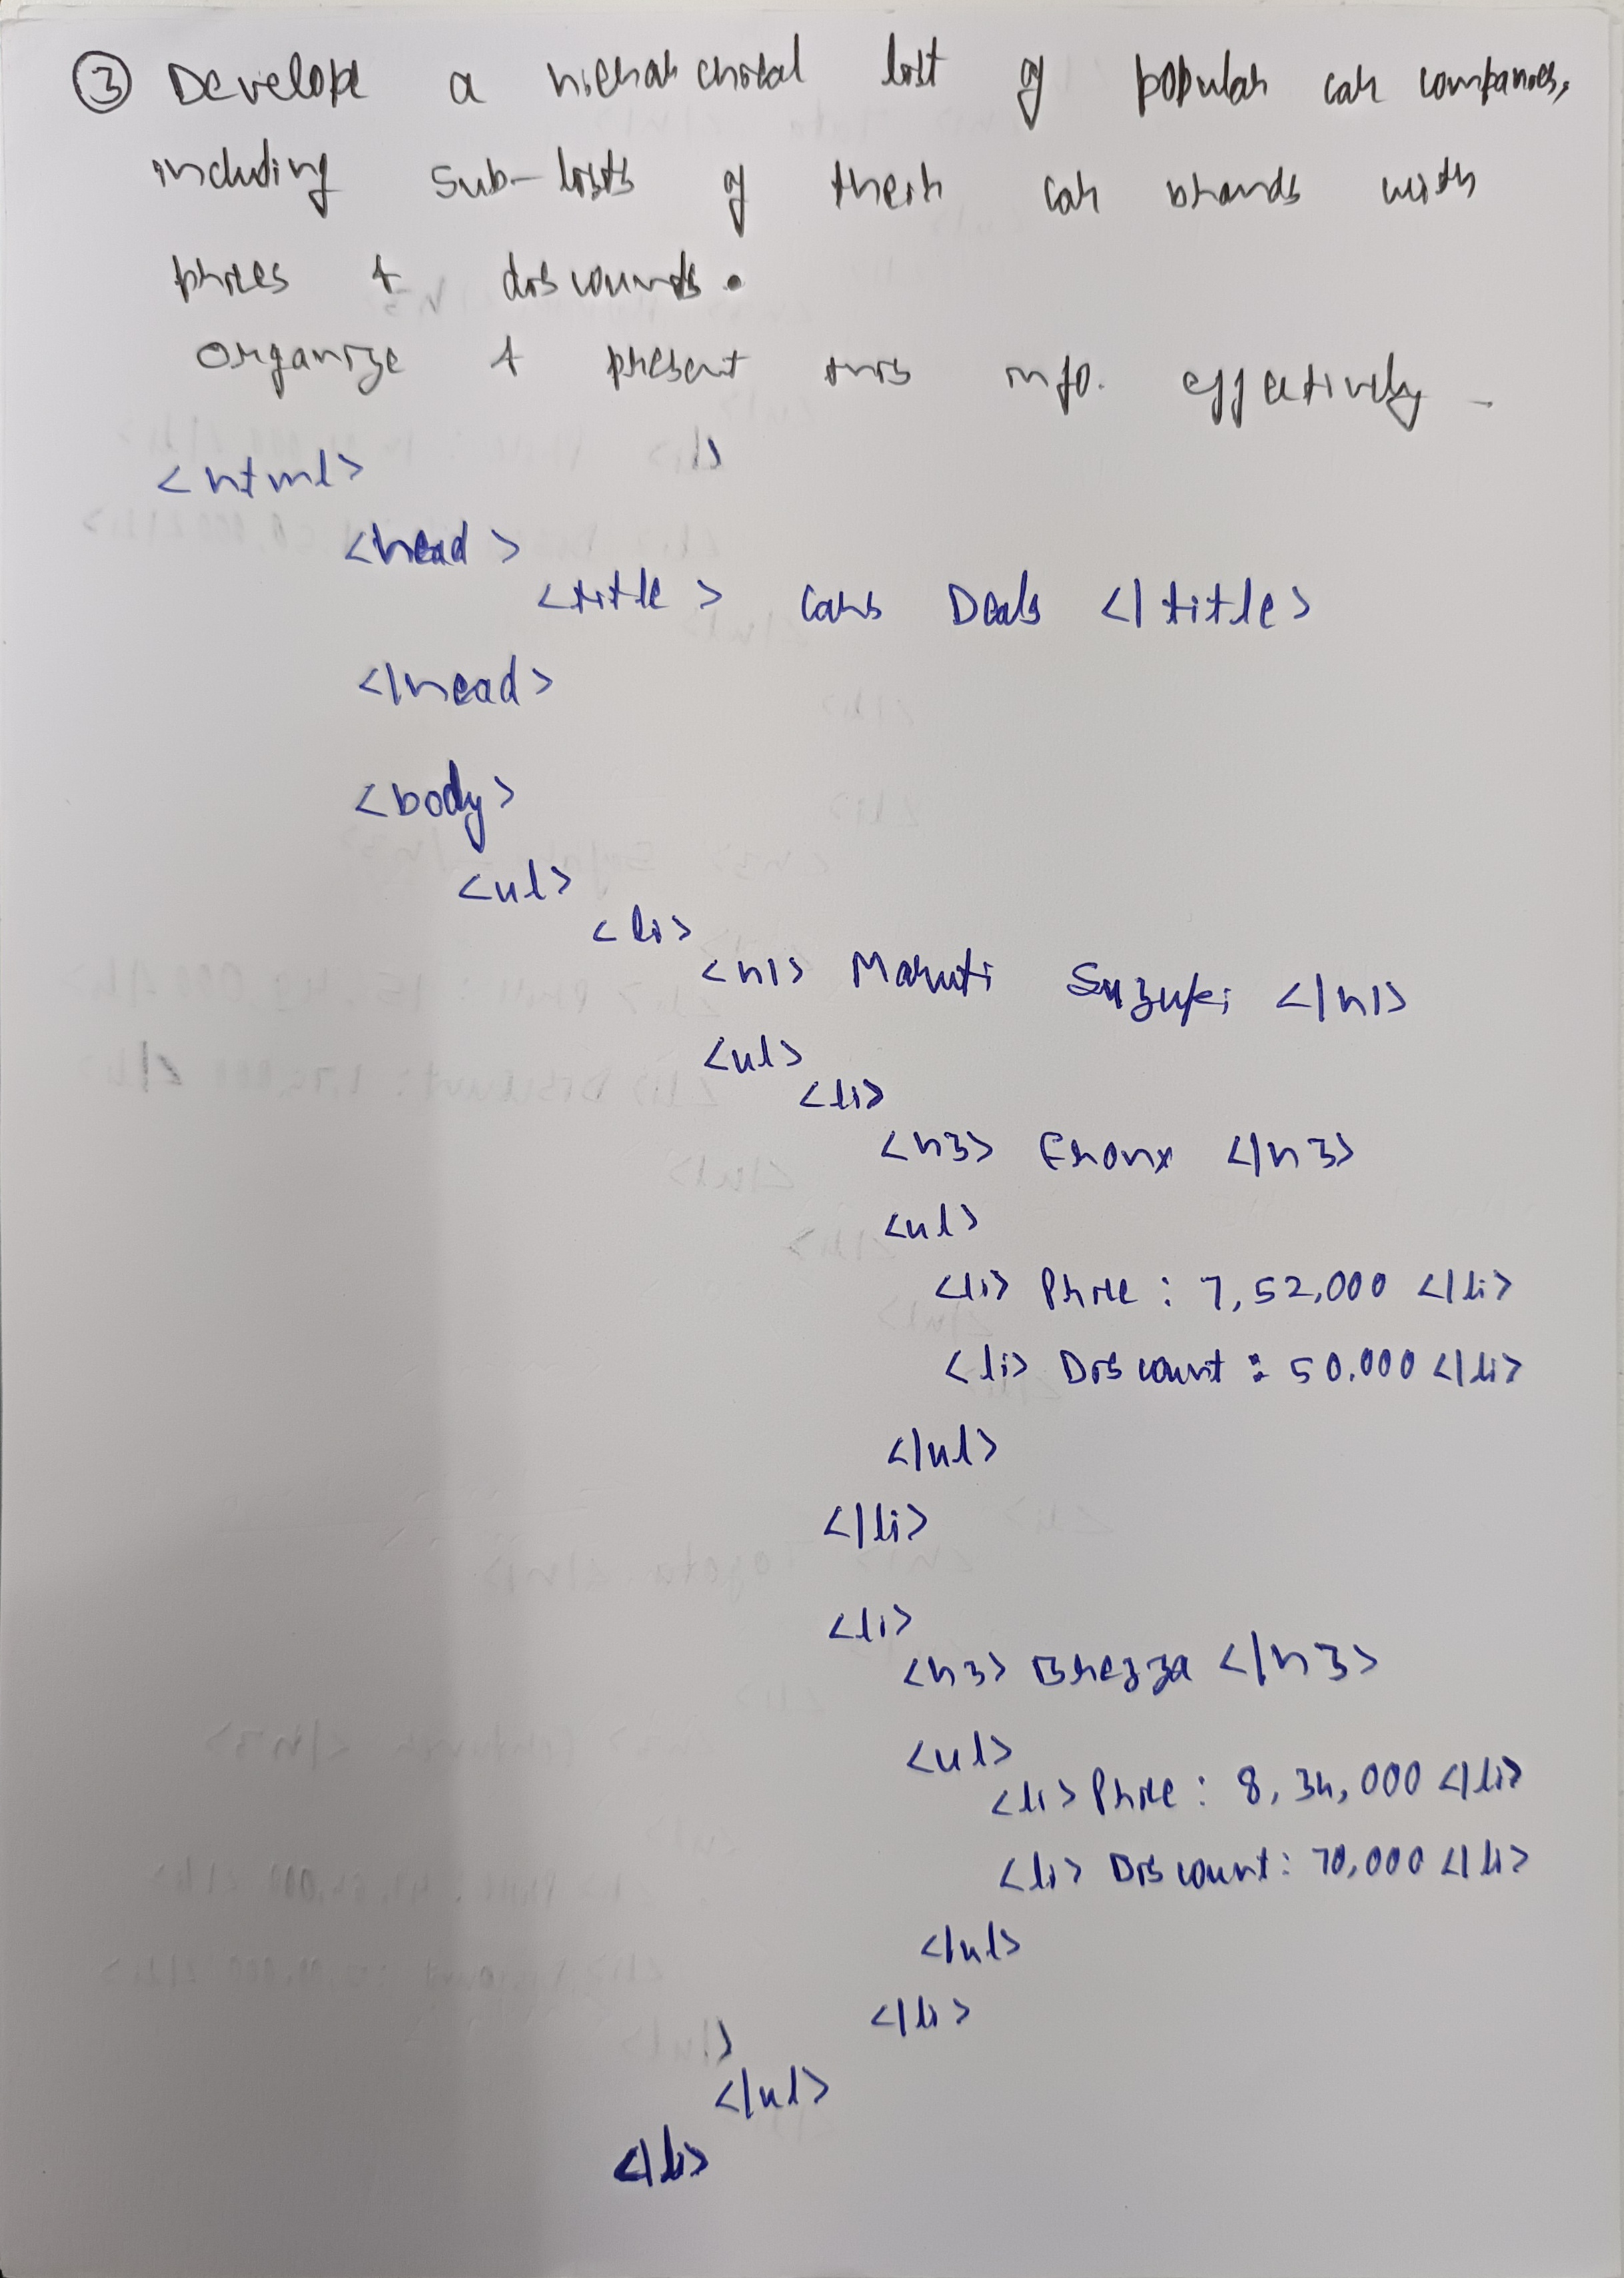 ③ Develope a hierarchical list of popular car companies,
including sub-lists of their car brands with
prices & discounts.
Organize & present this info. effectively
<html>
<head>
<title> Cars Deals </title>
</head>
<body>
<ul>
<li>
<h1> Maruti Suzuki </h1>
<ul>
<li>
<h3> Fronx </h3>
<ul>
<li> Price : 7,52,000 </li>
<li> Discount : 50,000 </li>
</ul>
</li>
<li>
<h3> Brezza </h3>
<ul>
<li> Price : 8,34,000 </li>
<li> Discount : 70,000 </li>
</ul>
</li>
</ul>
</li>